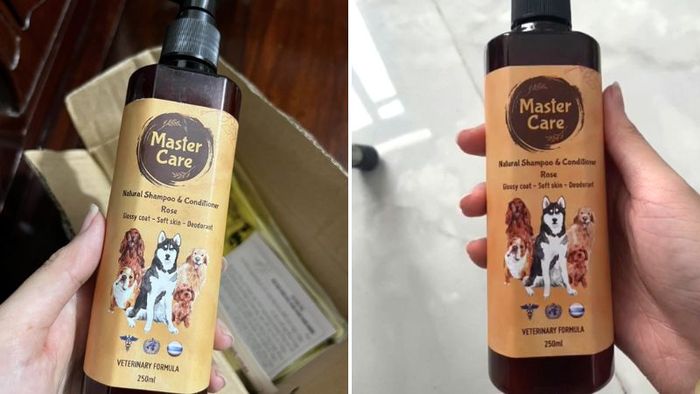 Master
Care
Natural Shampoo & Conditioner
Rose
Glossy coat - Soft skin - Deodorant
VETERINARY FORMULA
250ml
Master
Care
Natural Shampoo & Conditioner
Rose
Glossy coat - Soft skin - Deodorant
VETERINARY FORMULA
250ml